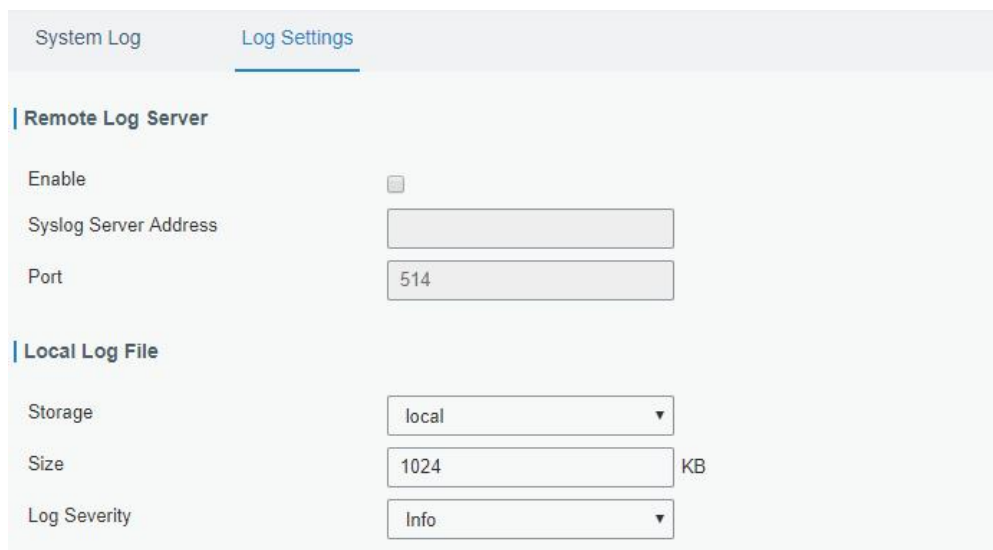 System Log Log Settings
Remote Log Server
Enable
Syslog Server Address
Port 514
Local Log File
Storage local
Size 1024 KB
Log Severity Info